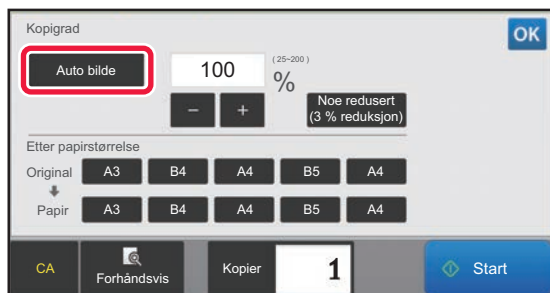 Kopigrad
OK
Auto bilde
100
(25~200)
%
– +
Noe redusert
(3 % reduksjon)
Etter papirstørrelse
Original A3 B4 A4 B5 A4
Papir A3 B4 A4 B5 A4
CA
Forhåndsvis
Kopier
1
Start